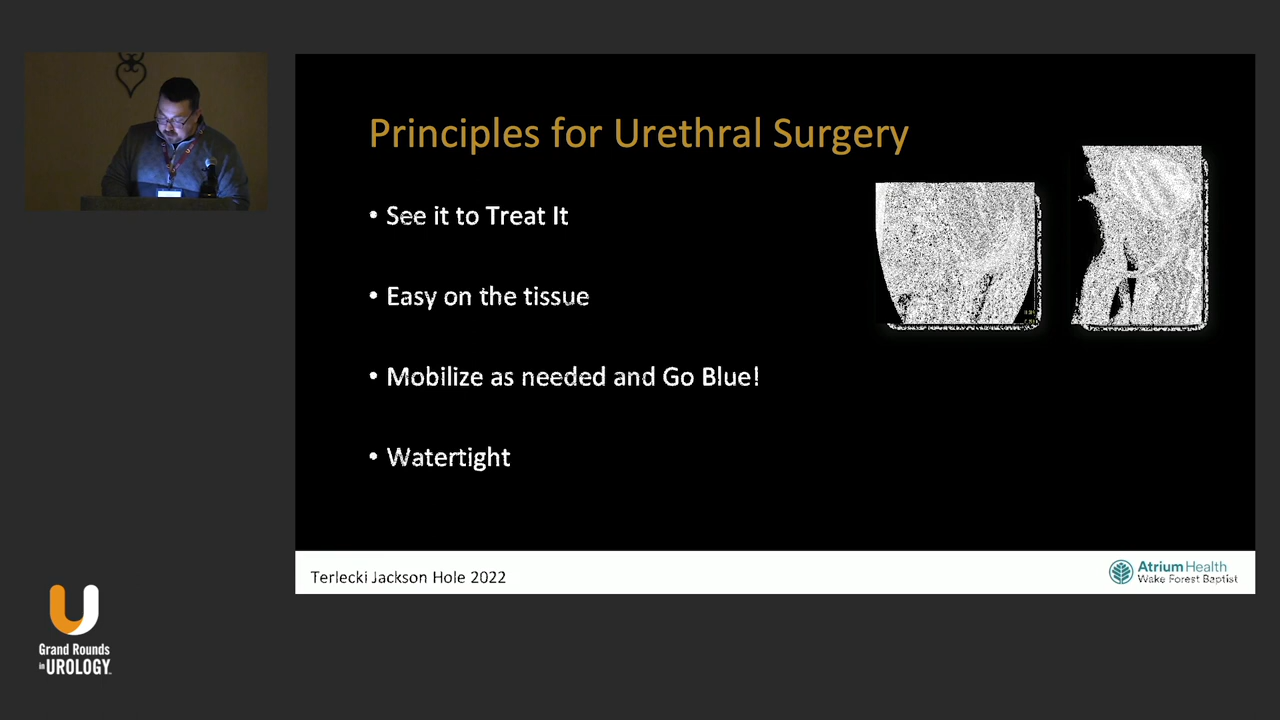 Principles for Urethral Surgery
• See it to Treat It
• Easy on the tissue
• Mobilize as needed and Go Blue!
• Watertight
Terlecki Jackson Hole 2022
Atrium Health
Wake Forest Baptist
Grand Rounds
in UROLOGY